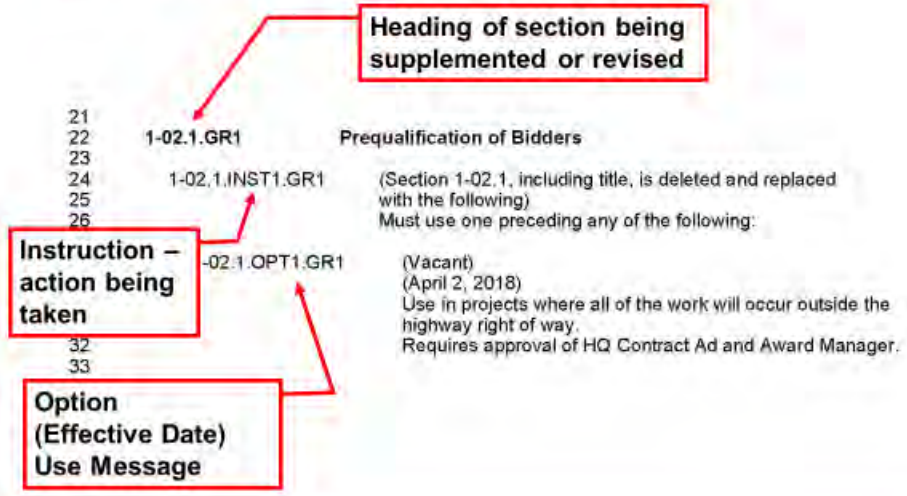 Heading of section being
supplemented or revised
21
22 1-02.1.GR1 Prequalification of Bidders
23
24 1-02.1.INST1.GR1 (Section 1-02.1, including title, is deleted and replaced
25 with the following)
26 Must use one preceding any of the following:
Instruction –
action being
taken
-02.1.OPT1.GR1 (Vacant)
(April 2, 2018)
Use in projects where all of the work will occur outside the
highway right of way.
32 Requires approval of HQ Contract Ad and Award Manager.
33
Option
(Effective Date)
Use Message